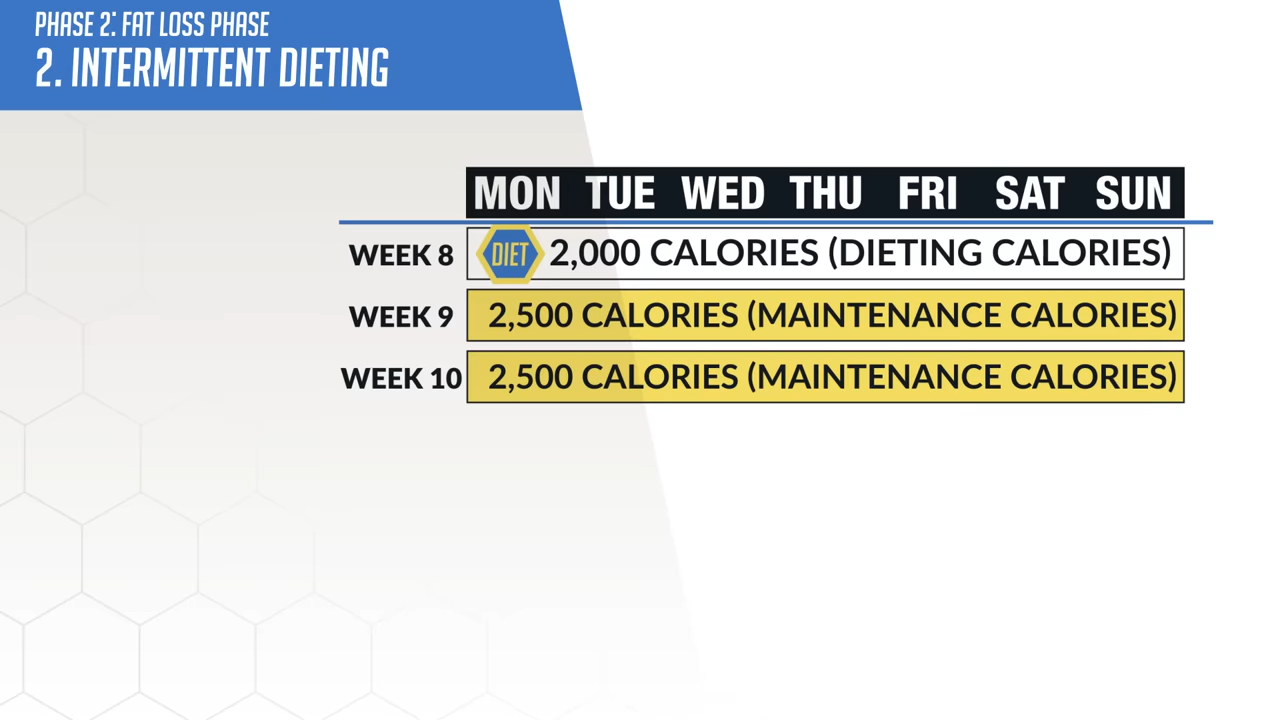 PHASE 2: FAT LOSS PHASE
2. INTERMITTENT DIETING
MON TUE WED THU FRI SAT SUN
WEEK 8 DIET 2,000 CALORIES (DIETING CALORIES)
WEEK 9 2,500 CALORIES (MAINTENANCE CALORIES)
WEEK 10 2,500 CALORIES (MAINTENANCE CALORIES)